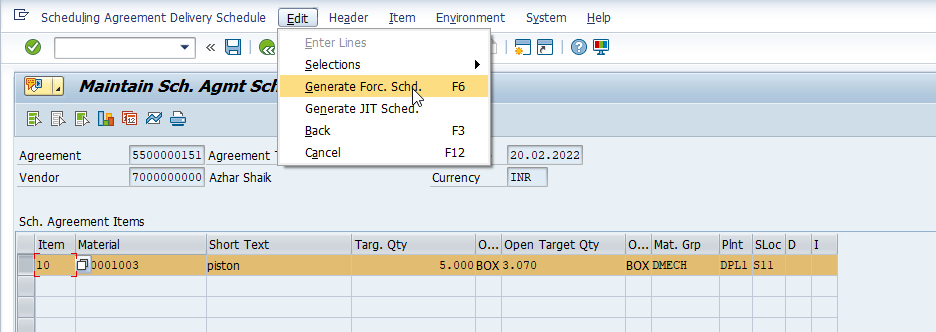 Scheduling Agreement Delivery Schedule Edit Header Item Environment System Help
Enter Lines
Selections
Maintain Sch. Agmt Sch
Generate Forc. Schd. F6
Generate JIT Sched.
Back F3
Cancel F12
Agreement 5500000151 Agreement T 20.02.2022
Vendor 7000000000 Azhar Shaik Currency INR
Sch. Agreement Items
Item Material Short Text Targ. Qty O... Open Target Qty O... Mat. Grp Plnt SLoc D I
10 0001003 piston 5.000 BOX 3.070 BOX DMECH DPL1 S11